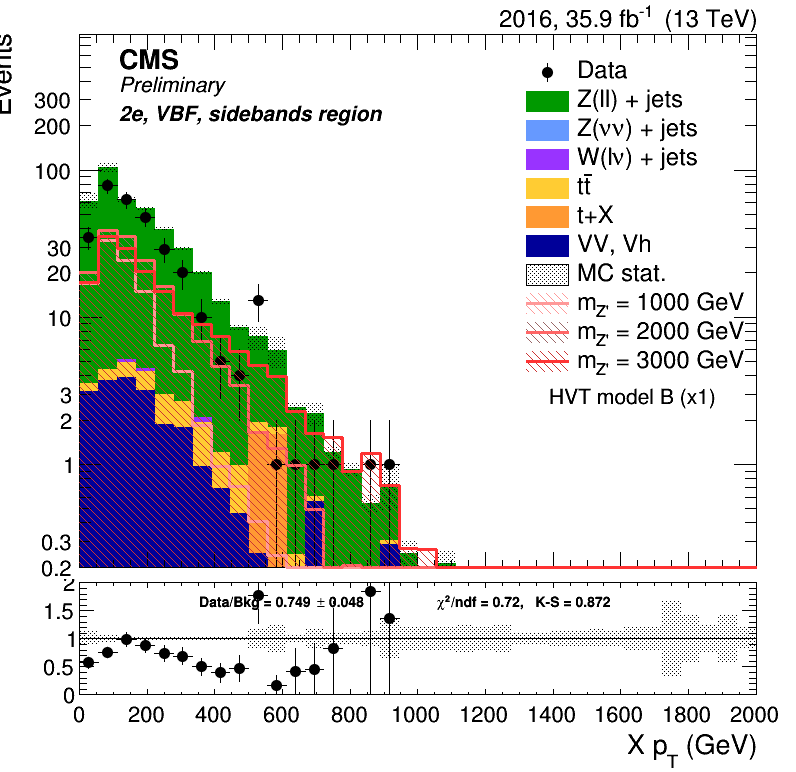 2016, 35.9 fb⁻¹ (13 TeV)
Events
CMS
Preliminary
2e, VBF, sidebands region
Data
Z(ll) + jets
Z(νν) + jets
W(lν) + jets
tt̄
t+X
VV, Vh
MC stat.
m_Z' = 1000 GeV
m_Z' = 2000 GeV
m_Z' = 3000 GeV
HVT model B (x1)
300
200
100
30
20
10
3
2
1
0.3
0.2
2
1.5
1
0.5
0
Data/Bkg = 0.749 ± 0.048
χ²/ndf = 0.72, K-S = 0.872
0 200 400 600 800 1000 1200 1400 1600 1800 2000
X p_T (GeV)